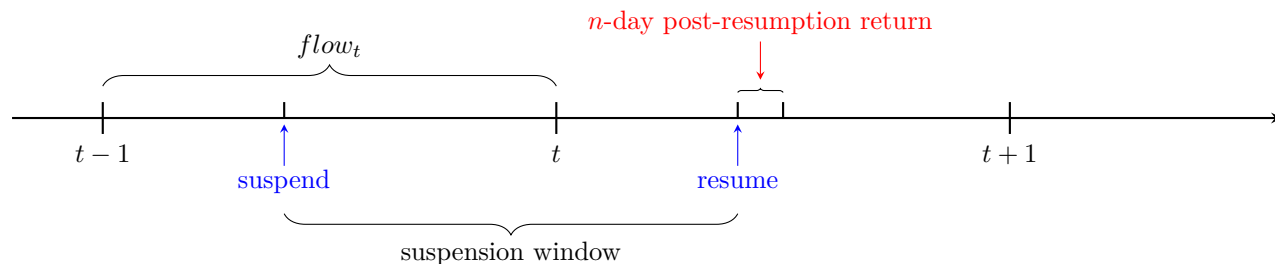 n-day post-resumption return
flow_t
t − 1
t
t + 1
suspend
resume
suspension window